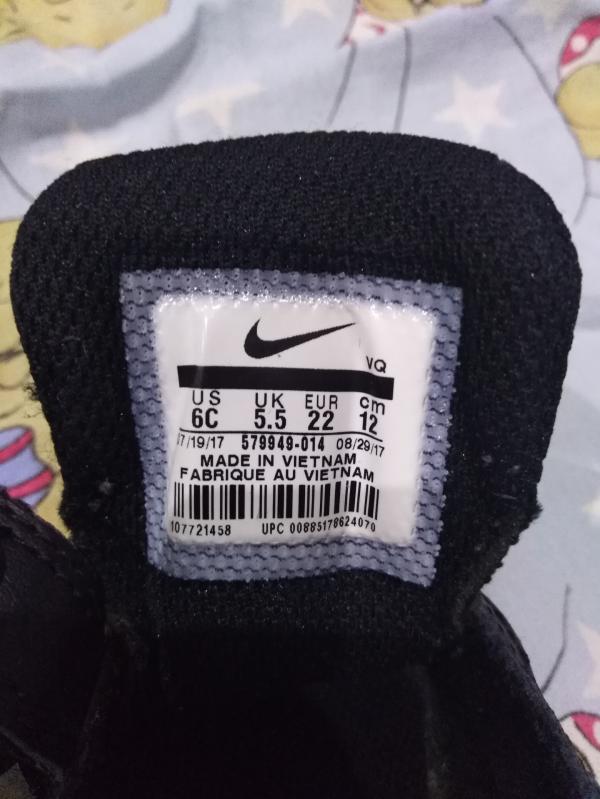 VQ
US UK EUR cm
6C 5.5 22 12
7/19/17 579949-014 08/29/17
MADE IN VIETNAM
FABRIQUE AU VIETNAM
107721458 UPC 00885178624070